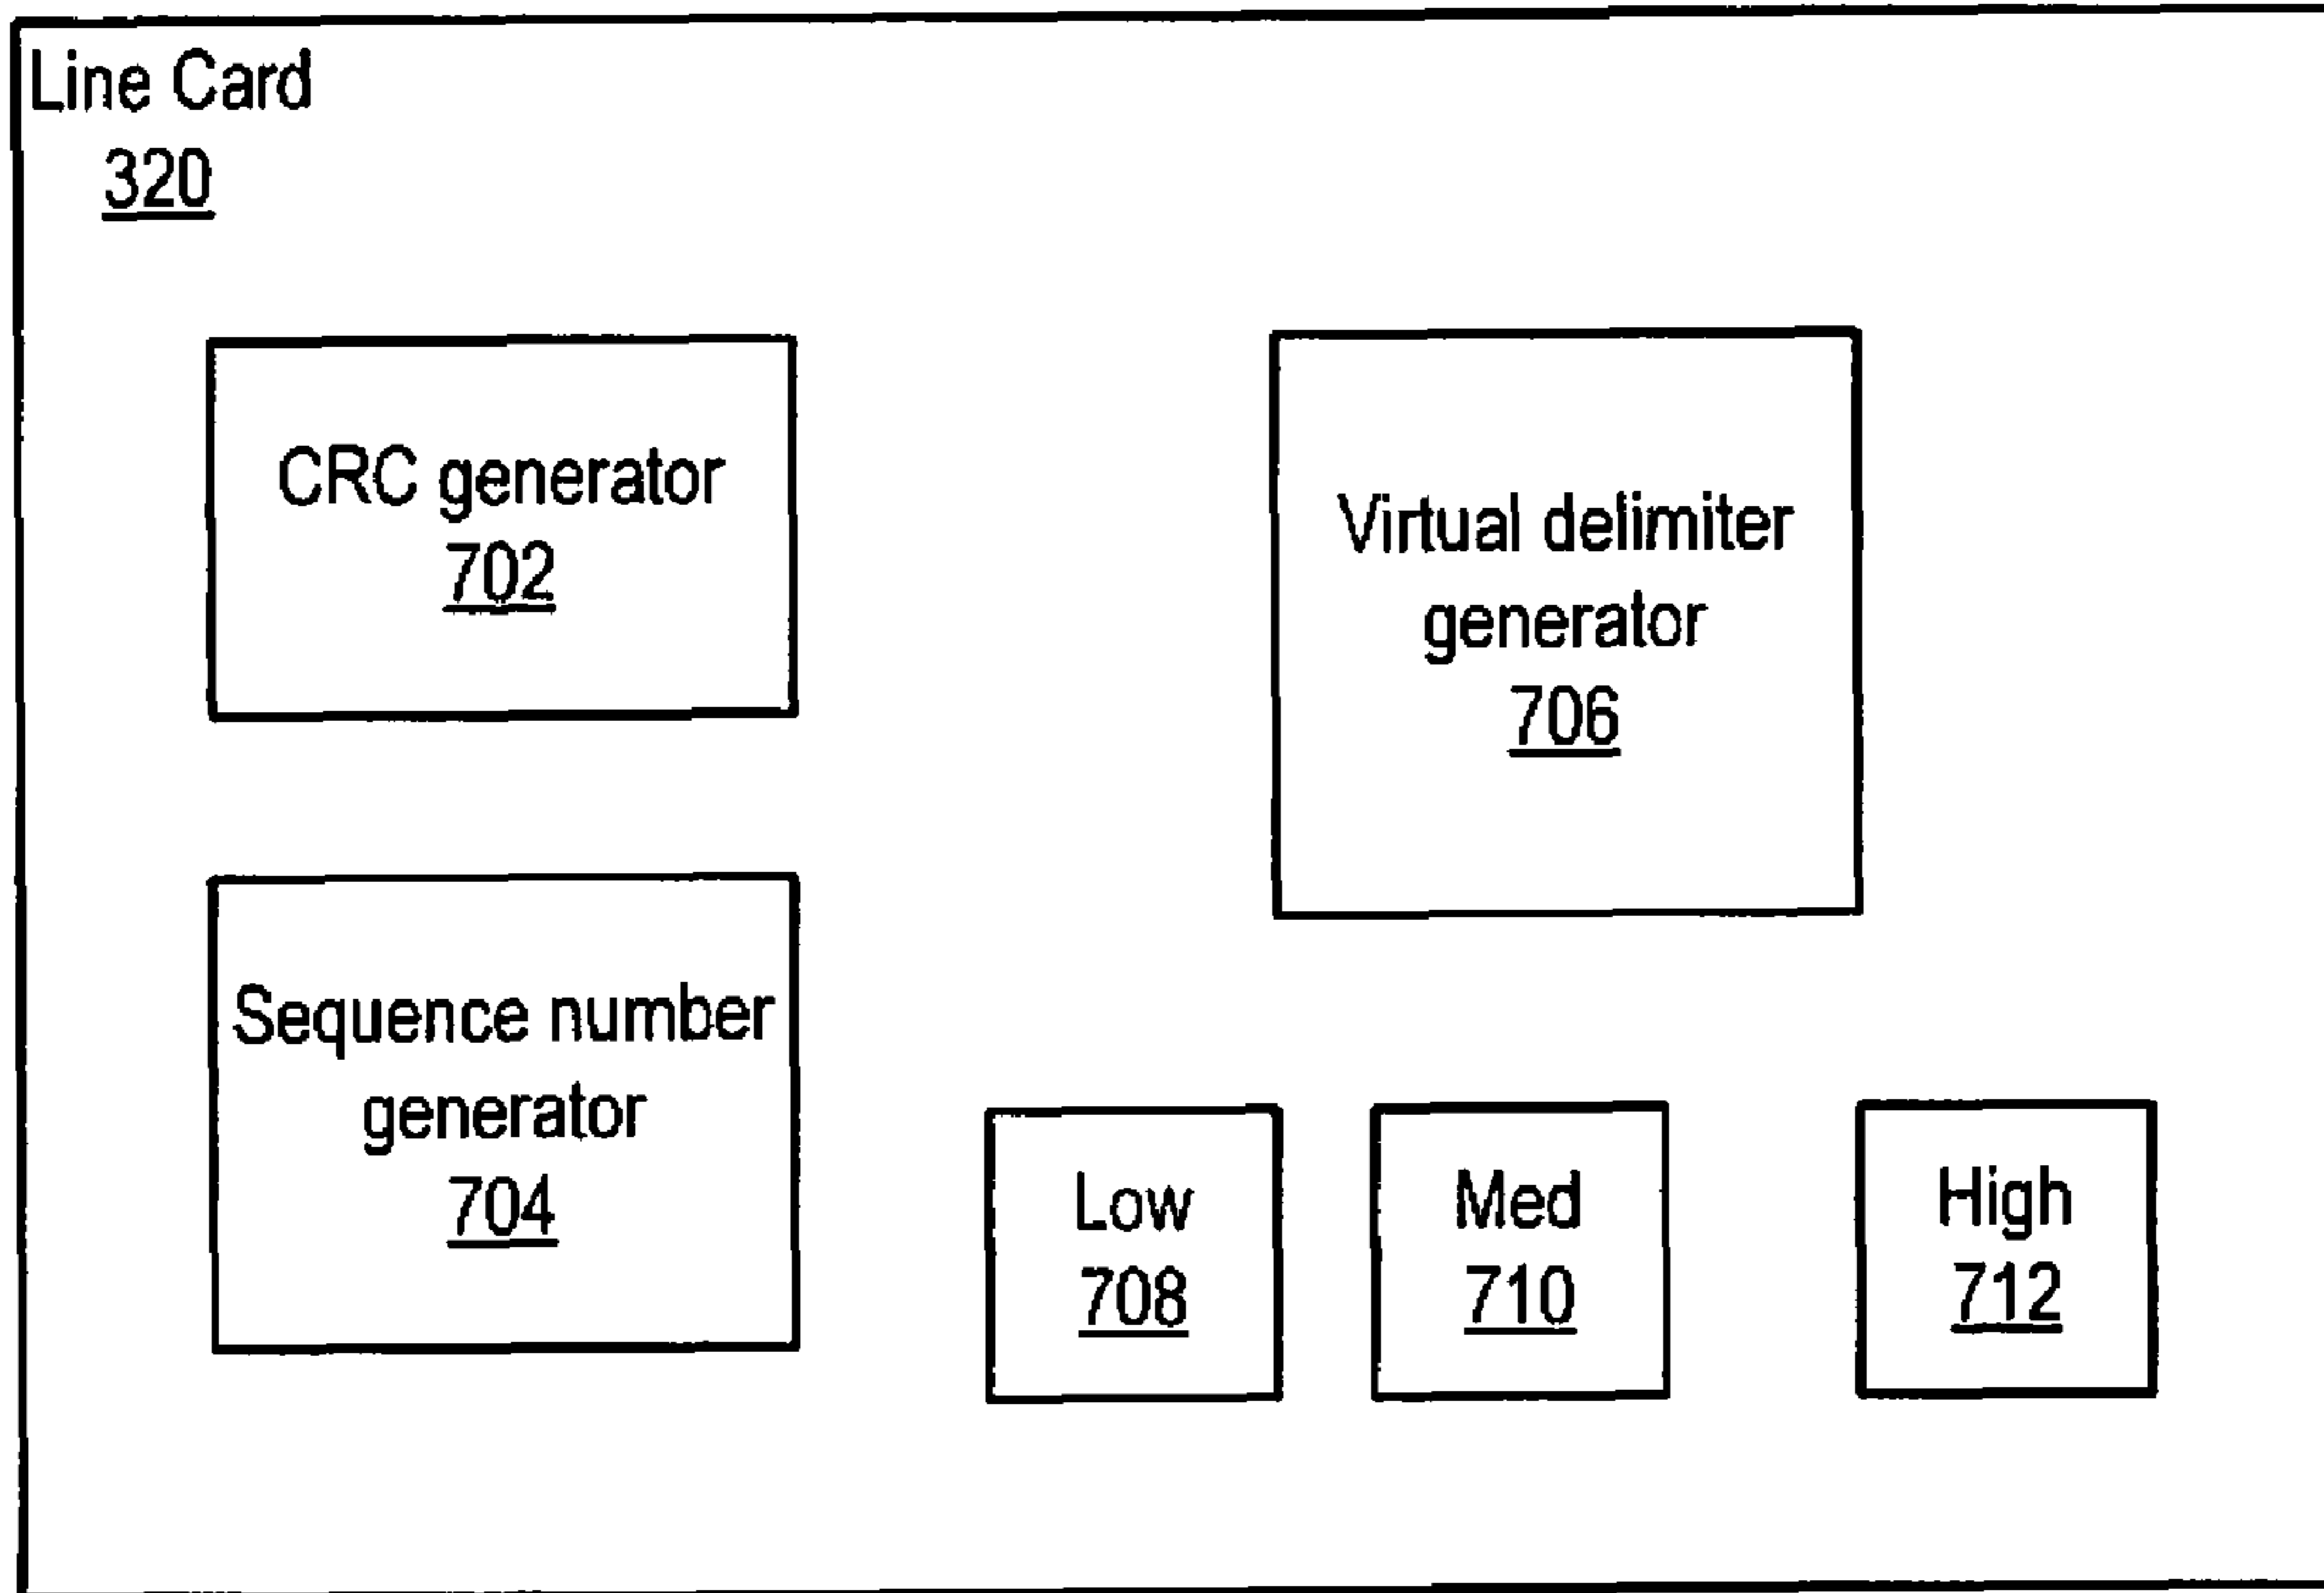 Line Card
320
CRC generator
702
Virtual delimiter
generator
706
Sequence number
generator
704
Low
708
Med
710
High
712